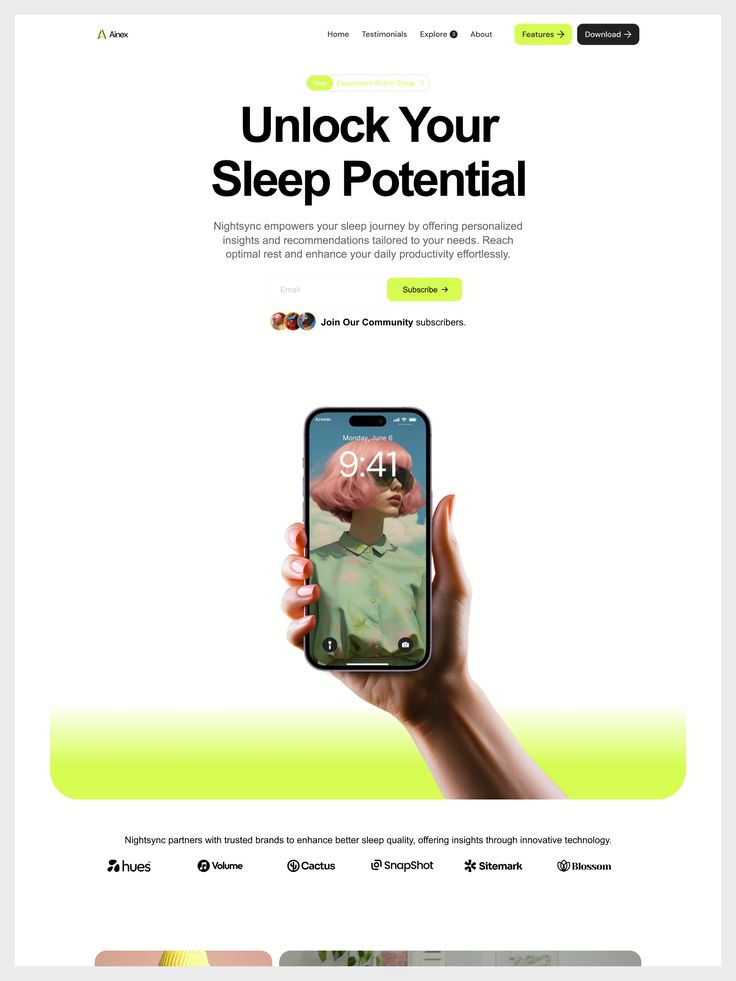 Ainex
Home
Testimonials
Explore
About
Features
Download
New
Experience Better Sleep
Unlock Your
Sleep Potential
Nightsync empowers your sleep journey by offering personalized
insights and recommendations tailored to your needs. Reach
optimal rest and enhance your daily productivity effortlessly.
Email
Subscribe
Join Our Community subscribers.
Monday, June 6
9:41
Nightsync partners with trusted brands to enhance better sleep quality, offering insights through innovative technology.
hues
Volume
Cactus
SnapShot
Sitemark
Blossom